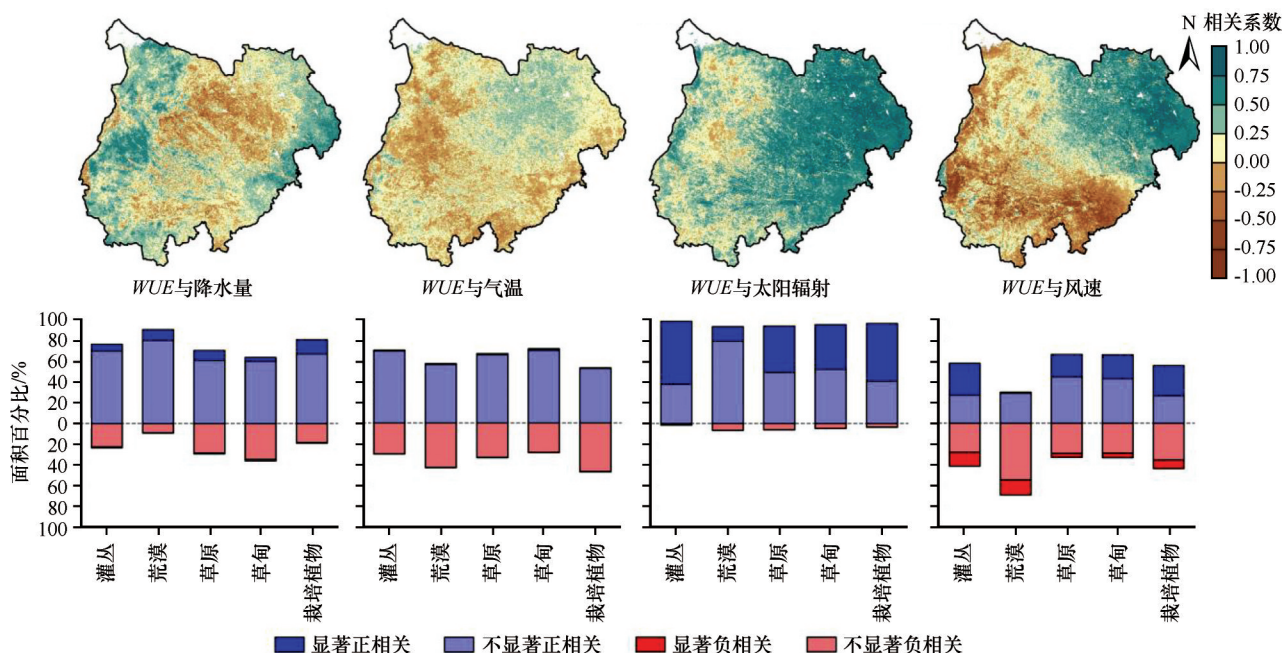 N 相关系数
1.00
0.75
0.50
0.25
0.00
-0.25
-0.50
-0.75
-1.00
WUE与降水量
WUE与气温
WUE与太阳辐射
WUE与风速
面积百分比/%
100
80
60
40
20
0
20
40
60
80
100
灌丛
荒漠
草原
草甸
栽培植物
灌丛
荒漠
草原
草甸
栽培植物
灌丛
荒漠
草原
草甸
栽培植物
灌丛
荒漠
草原
草甸
栽培植物
显著正相关 不显著正相关 显著负相关 不显著负相关